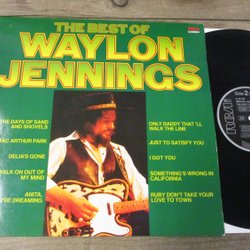 THE BEST OF
WAYLON
JENNINGS
THE DAYS OF SAND
AND SHOVELS
MAC ARTHUR PARK
DELIA'S GONE
WALK ON OUT OF
MY MIND
ANITA,
YOU'RE DREAMING
ONLY DADDY THAT'LL
WALK THE LINE
JUST TO SATISFY YOU
I GOT YOU
SOMETHING'S WRONG IN
CALIFORNIA
RUBY DON'T TAKE YOUR
LOVE TO TOWN
RCA
Side 2